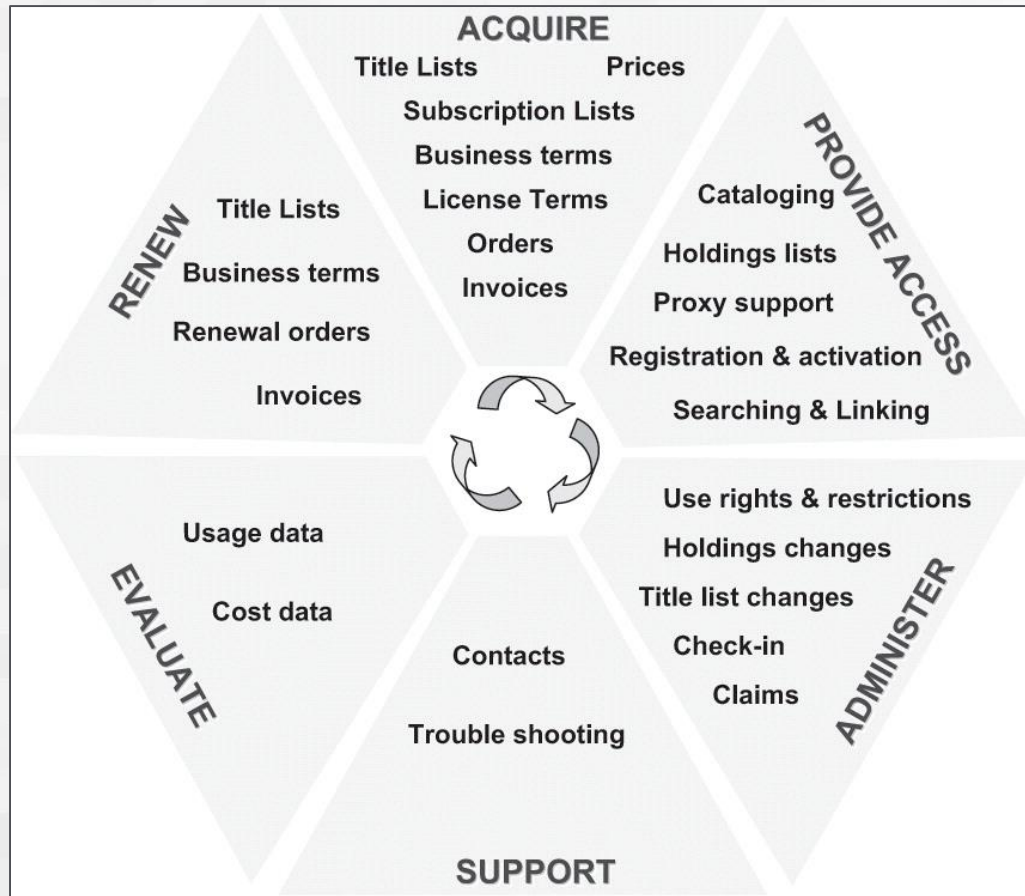 ACQUIRE
Title Lists Prices
Subscription Lists
Business terms
License Terms
Orders
Invoices
PROVIDE ACCESS
Cataloging
Holdings lists
Proxy support
Registration & activation
Searching & Linking
ADMINISTER
Use rights & restrictions
Holdings changes
Title list changes
Check-in
Claims
SUPPORT
Contacts
Trouble shooting
EVALUATE
Usage data
Cost data
RENEW
Title Lists
Business terms
Renewal orders
Invoices